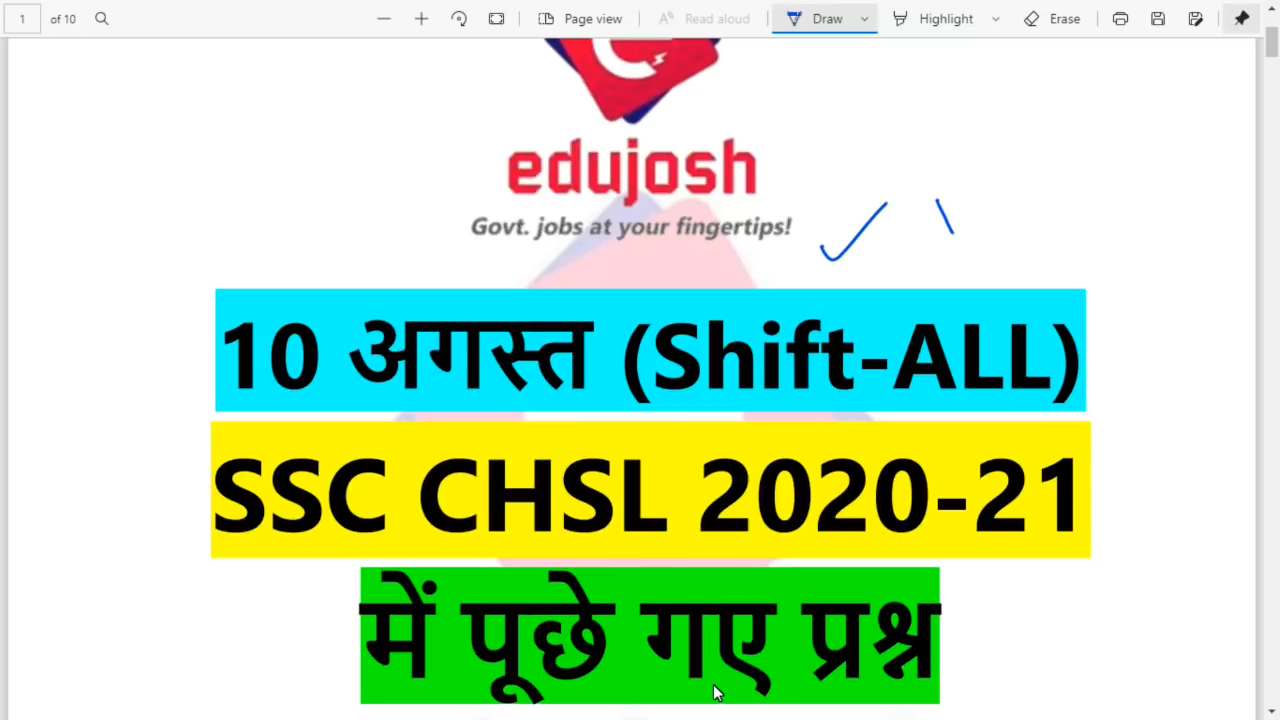 1 of 10 Page view Read aloud Draw Highlight Erase
edujosh
Govt. jobs at your fingertips!
10 अगस्त (Shift-ALL)
SSC CHSL 2020-21
में पूछे गए प्रश्न